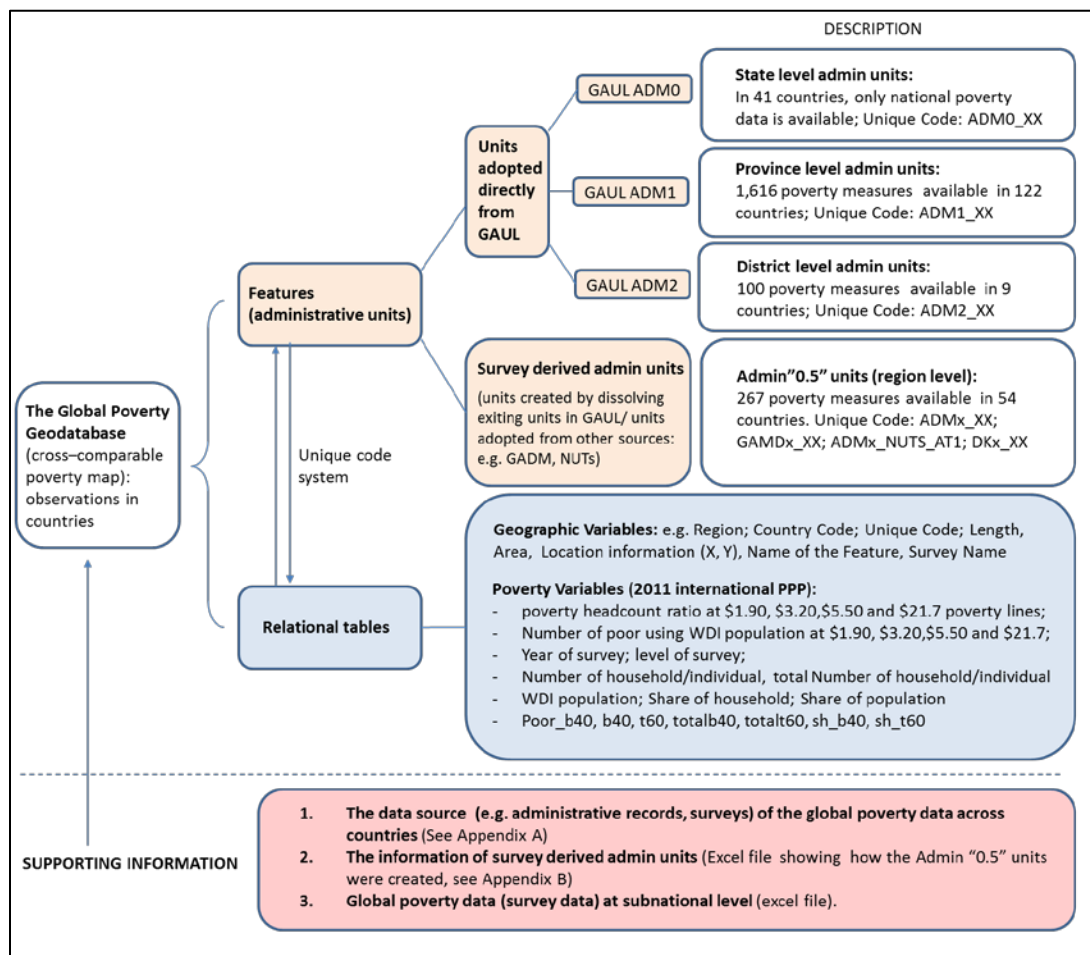 DESCRIPTION
GAUL ADM0
State level admin units:
In 41 countries, only national poverty
data is available; Unique Code: ADM0_XX
Units
adopted
directly
from
GAUL
GAUL ADM1
Province level admin units:
1,616 poverty measures available in 122
countries; Unique Code: ADM1_XX
GAUL ADM2
District level admin units:
100 poverty measures available in 9
countries; Unique Code: ADM2_XX
Features
(administrative units)
Survey derived admin units
(units created by dissolving
exiting units in GAUL/ units
adopted from other sources:
e.g. GADM, NUTs)
Admin"0.5" units (region level):
267 poverty measures available in 54
countries. Unique Code: ADMx_XX;
GAMDx_XX; ADMx_NUTS_AT1; DKx_XX
The Global Poverty
Geodatabase
(cross–comparable
poverty map):
observations in
countries
Unique code
system
Relational tables
Geographic Variables: e.g. Region; Country Code; Unique Code; Length,
Area, Location information (X, Y), Name of the Feature, Survey Name
Poverty Variables (2011 international PPP):
- poverty headcount ratio at $1.90, $3.20,$5.50 and $21.7 poverty lines;
- Number of poor using WDI population at $1.90, $3.20,$5.50 and $21.7;
- Year of survey; level of survey;
- Number of household/individual, total Number of household/individual
- WDI population; Share of household; Share of population
- Poor_b40, b40, t60, totalb40, totalt60, sh_b40, sh_t60
SUPPORTING INFORMATION
1. The data source (e.g. administrative records, surveys) of the global poverty data across
countries (See Appendix A)
2. The information of survey derived admin units (Excel file showing how the Admin "0.5" units
were created, see Appendix B)
3. Global poverty data (survey data) at subnational level (excel file).